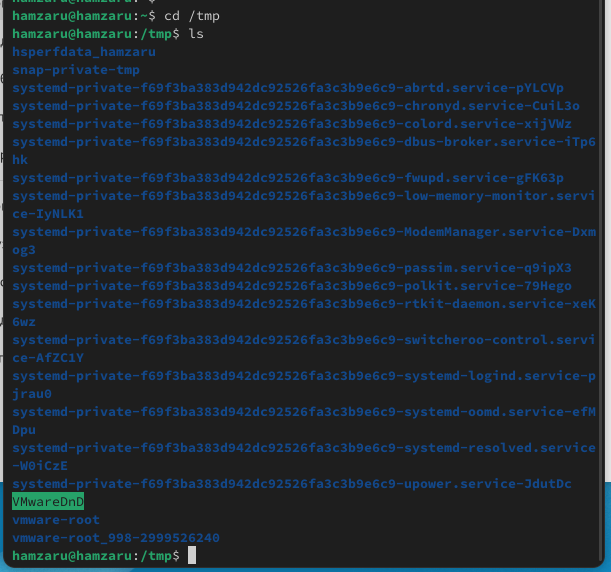 hamzaru@hamzaru:~$ cd /tmp
hamzaru@hamzaru:/tmp$ ls
hsperfdata_hamzaru
snap-private-tmp
systemd-private-f69f3ba383d942dc92526fa3c3b9e6c9-abrtd.service-pYLCVp
systemd-private-f69f3ba383d942dc92526fa3c3b9e6c9-chronyd.service-CuiL3o
systemd-private-f69f3ba383d942dc92526fa3c3b9e6c9-colord.service-xijVWz
systemd-private-f69f3ba383d942dc92526fa3c3b9e6c9-dbus-broker.service-iTp6
hk
systemd-private-f69f3ba383d942dc92526fa3c3b9e6c9-fwupd.service-gFK63p
systemd-private-f69f3ba383d942dc92526fa3c3b9e6c9-low-memory-monitor.servi
ce-IyNLK1
systemd-private-f69f3ba383d942dc92526fa3c3b9e6c9-ModemManager.service-Dxm
og3
systemd-private-f69f3ba383d942dc92526fa3c3b9e6c9-passim.service-q9ipX3
systemd-private-f69f3ba383d942dc92526fa3c3b9e6c9-polkit.service-79Hego
systemd-private-f69f3ba383d942dc92526fa3c3b9e6c9-rtkit-daemon.service-xeK
6wz
systemd-private-f69f3ba383d942dc92526fa3c3b9e6c9-switcheroo-control.servi
ce-AfZC1Y
systemd-private-f69f3ba383d942dc92526fa3c3b9e6c9-systemd-logind.service-p
jrau0
systemd-private-f69f3ba383d942dc92526fa3c3b9e6c9-systemd-oomd.service-efM
Dpu
systemd-private-f69f3ba383d942dc92526fa3c3b9e6c9-systemd-resolved.service
-W0iCzE
systemd-private-f69f3ba383d942dc92526fa3c3b9e6c9-upower.service-JdutDc
VMwareDnD
vmware-root
vmware-root_998-2999526240
hamzaru@hamzaru:/tmp$